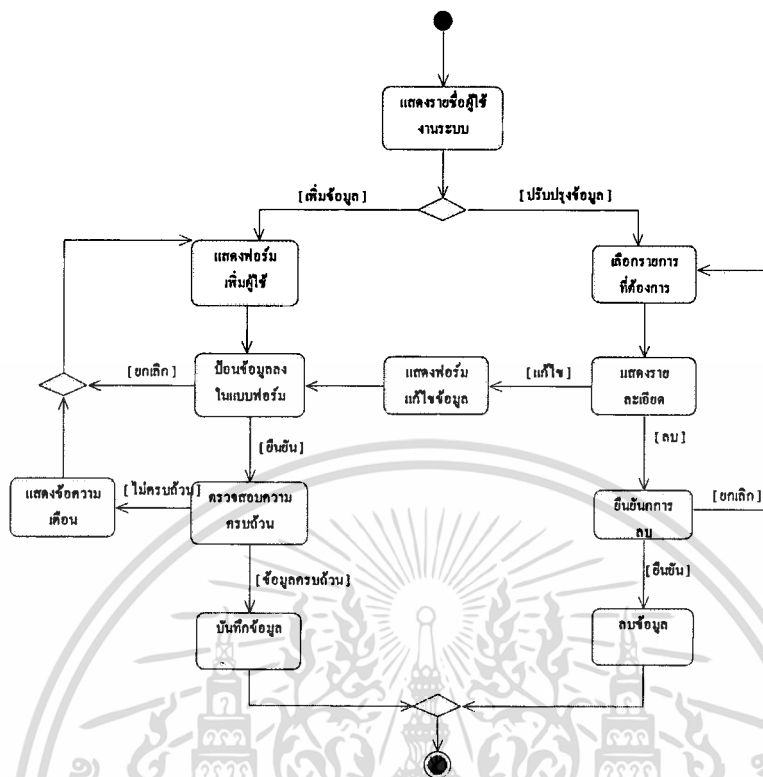 แสดงรายชื่อผู้ใช้
งานระบบ
[เพิ่มข้อมูล]
[ปรับปรุงข้อมูล]
แสดงฟอร์ม
เพิ่มผู้ใช้
เลือกรายการ
ที่ต้องการ
[ยกเลิก]
ป้อนข้อมูลลง
ในแบบฟอร์ม
แสดงฟอร์ม
แก้ไขข้อมูล
[แก้ไข]
แสดงราย
ละเอียด
[ยืนยัน]
[ลบ]
แสดงข้อความ
เตือน
[ไม่ครบถ้วน]
ตรวจสอบความ
ครบถ้วน
ยืนยันกการ
ลบ
[ยกเลิก]
[ข้อมูลครบถ้วน]
[ยืนยัน]
บันทึกข้อมูล
ลบข้อมูล